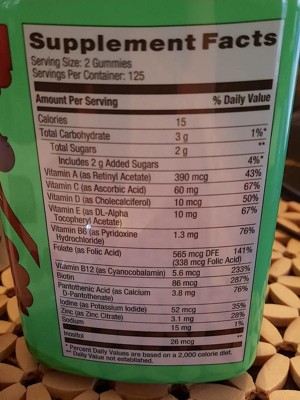 Supplement Facts
Serving Size: 2 Gummies
Servings Per Container: 125
Amount Per Serving % Daily Value
Calories 15
Total Carbohydrate 3 g 1%*
Total Sugars 2 g **
Includes 2 g Added Sugars 4%*
Vitamin A (as Retinyl Acetate) 390 mcg 43%
Vitamin C (as Ascorbic Acid) 60 mg 67%
Vitamin D (as Cholecalciferol) 10 mcg 50%
Vitamin E (as DL-Alpha 10 mg 67%
Tocopheryl Acetate)
Vitamin B6 (as Pyridoxine 1.3 mg 76%
Hydrochloride)
Folate (as Folic Acid) 565 mcg DFE 141%
(338 mcg Folic Acid)
Vitamin B12 (as Cyanocobalamin) 5.6 mcg 233%
Biotin 86 mcg 287%
Pantothenic Acid (as Calcium 3.8 mg 76%
D-Pantothenate)
Iodine (as Potassium Iodide) 52 mcg 35%
Zinc (as Zinc Citrate) 3.1 mg 28%
Sodium 15 mg 1%
Inositol 26 mcg **
* Percent Daily Values are based on a 2,000 calorie diet.
** Daily Value not established.